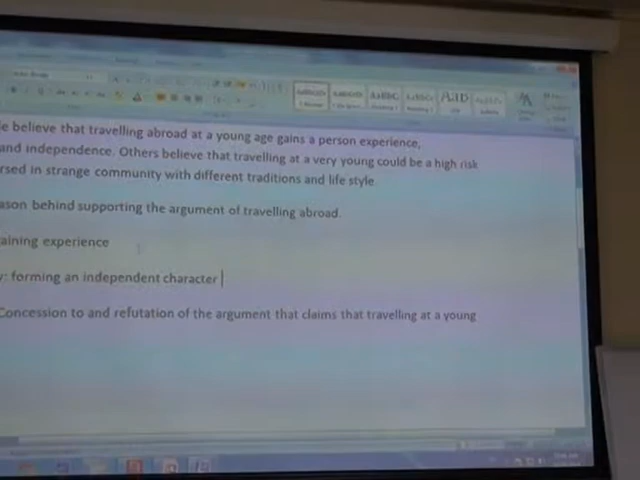 believe that travelling abroad at a young age gains a person experience,
and independence. Others believe that travelling at a very young could be a high risk
in strange community with different traditions and life style
behind supporting the argument of travelling abroad.
experience
forming an independent character
Concession to and refutation of the argument that claims that travelling at a young